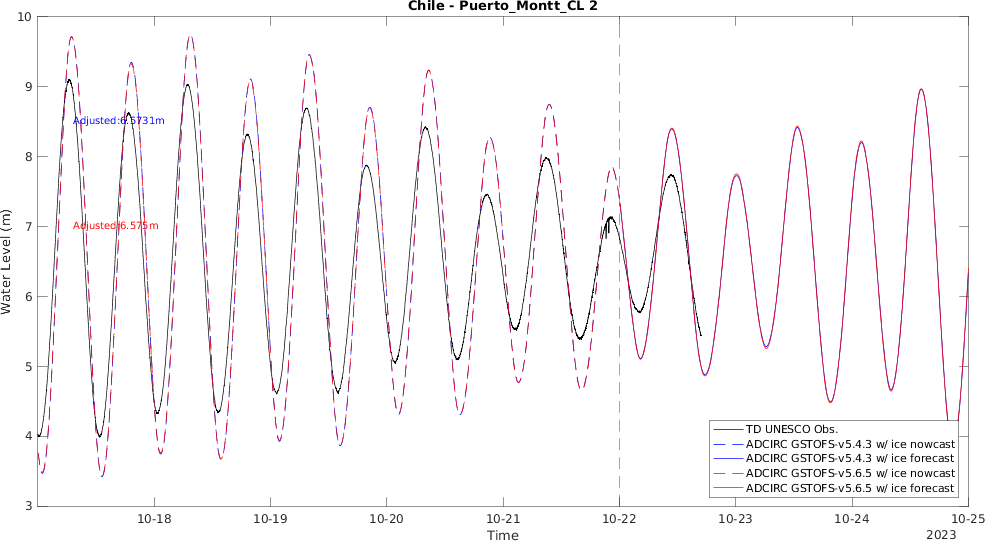 Chile - Puerto_Montt_CL 2
10
9
8
7
6
5
4
3
Water Level (m)
Adjusted:6.5731m
Adjusted:6.575m
TD UNESCO Obs.
ADCIRC GSTOFS-v5.4.3 w/ ice nowcast
ADCIRC GSTOFS-v5.4.3 w/ ice forecast
ADCIRC GSTOFS-v5.6.5 w/ ice nowcast
ADCIRC GSTOFS-v5.6.5 w/ ice forecast
10-18
10-19
10-20
10-21
10-22
10-23
10-24
10-25
Time
2023